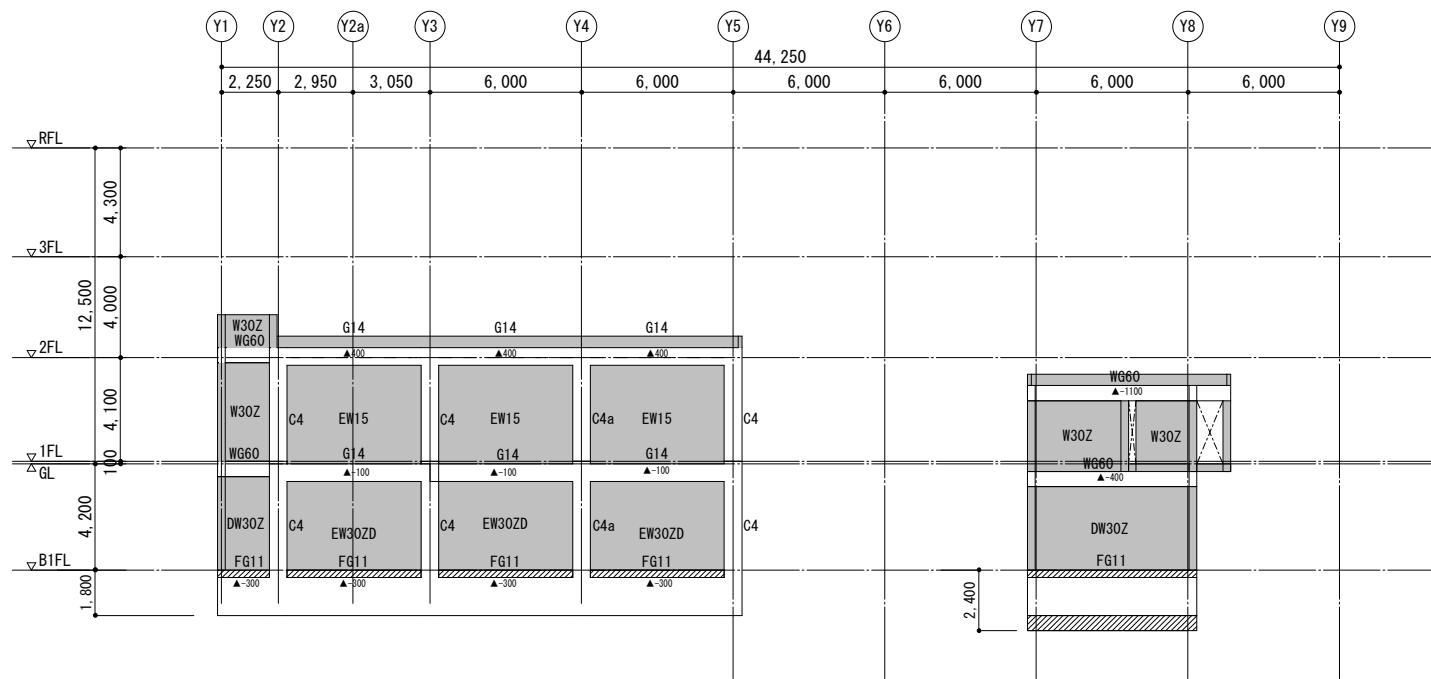 Y1 Y2 Y2a Y3 Y4 Y5 Y6 Y7 Y8 Y9
44,250
2,250 2,950 3,050 6,000 6,000 6,000 6,000 6,000 6,000
▽RFL
4,300
▽3FL
12,500
4,000
W30Z
WG60
G14 G14 G14
▽2FL
▲400 ▲400 ▲400
WG60
▲-1100
4,100
W30Z C4 EW15 C4 EW15 C4a EW15 C4
W30Z W30Z
▽1FL
WG60 G14 G14 G14
WG60
100
△GL
▲-100 ▲-100 ▲-100
▲-400
4,200
DW30Z C4 EW30ZD C4 EW30ZD C4a EW30ZD C4
DW30Z
▽B1FL
FG11 FG11 FG11 FG11 FG11
▲-300 ▲-300 ▲-300 ▲-300
1,800
2,400